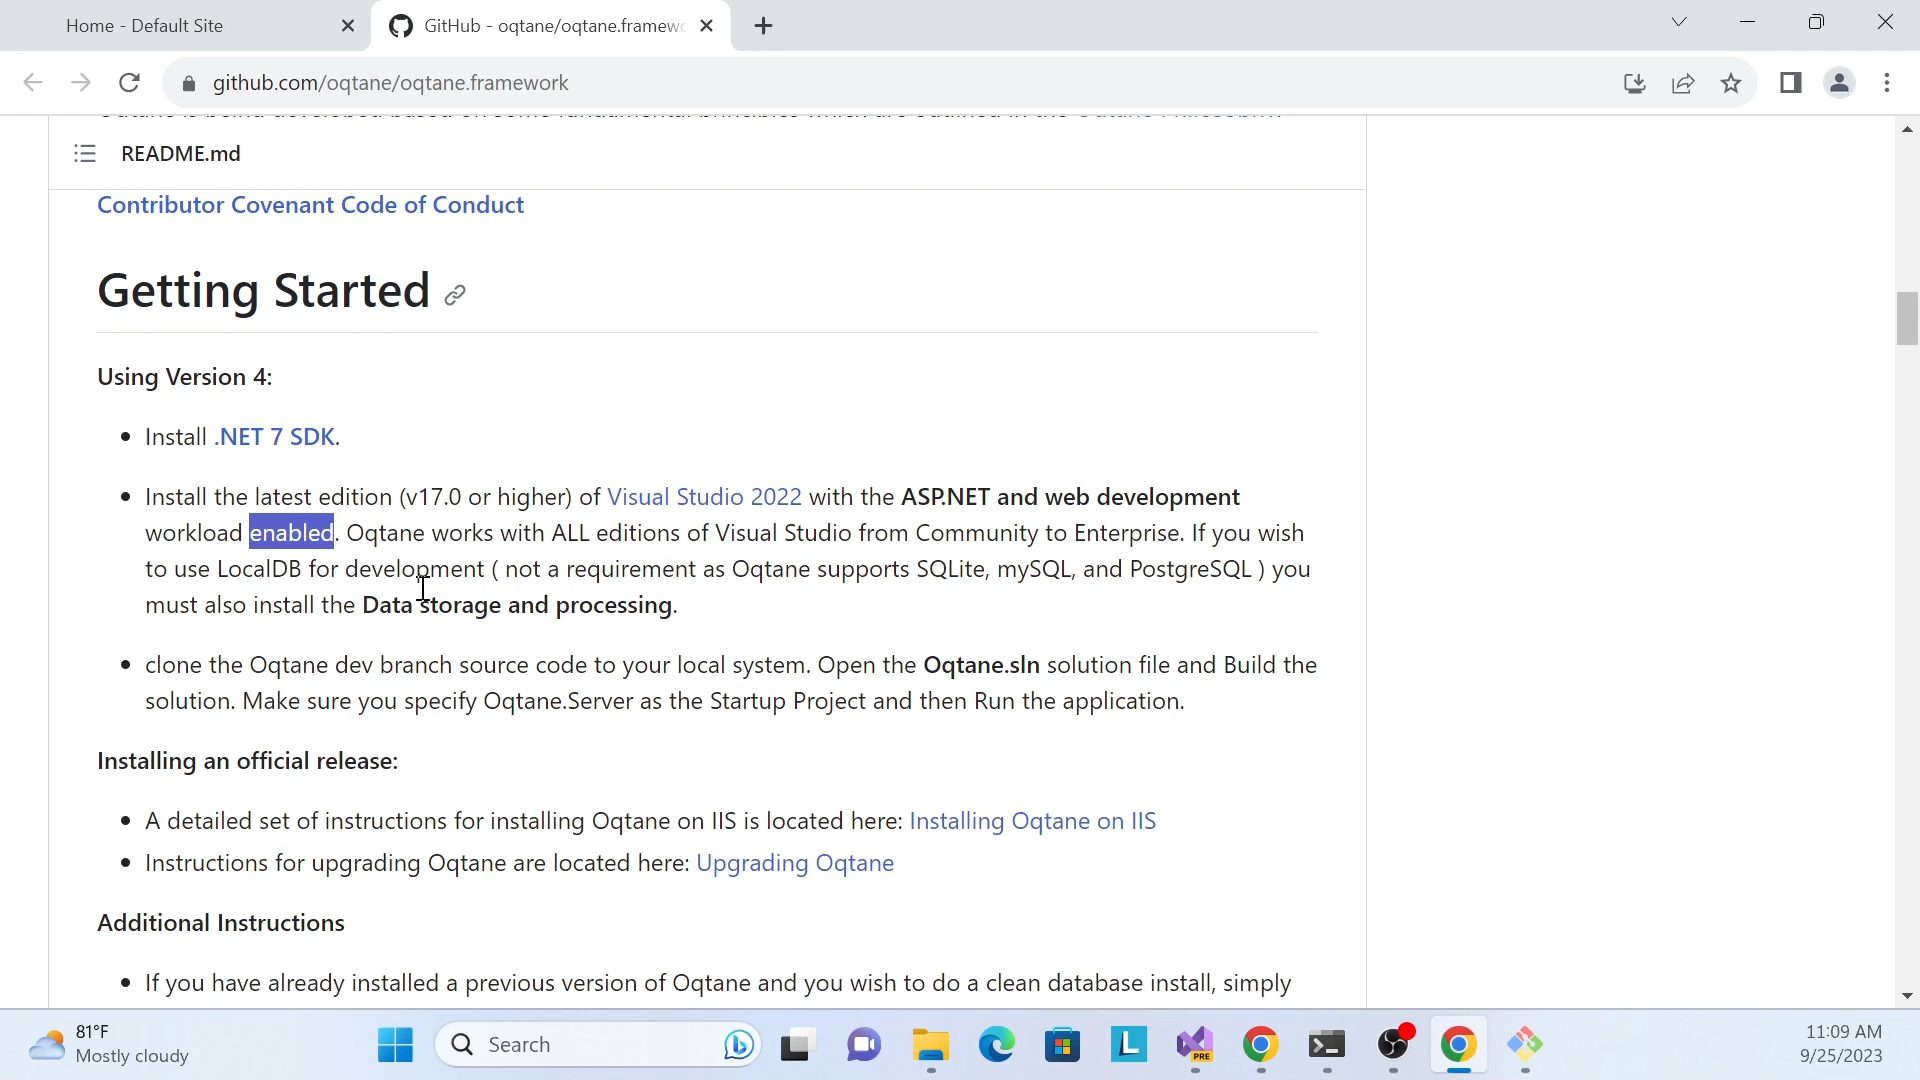 Home - Default Site
GitHub - oqtane/oqtane.framewo
github.com/oqtane/oqtane.framework
README.md
Contributor Covenant Code of Conduct
Getting Started
Using Version 4:
Install .NET 7 SDK.
Install the latest edition (v17.0 or higher) of Visual Studio 2022 with the ASP.NET and web development
workload enabled. Oqtane works with ALL editions of Visual Studio from Community to Enterprise. If you wish
to use LocalDB for development ( not a requirement as Oqtane supports SQLite, mySQL, and PostgreSQL ) you
must also install the Data storage and processing.
clone the Oqtane dev branch source code to your local system. Open the Oqtane.sln solution file and Build the
solution. Make sure you specify Oqtane.Server as the Startup Project and then Run the application.
Installing an official release:
A detailed set of instructions for installing Oqtane on IIS is located here: Installing Oqtane on IIS
Instructions for upgrading Oqtane are located here: Upgrading Oqtane
Additional Instructions
If you have already installed a previous version of Oqtane and you wish to do a clean database install, simply
81°F
Mostly cloudy
Search
PRE
11:09 AM
9/25/2023